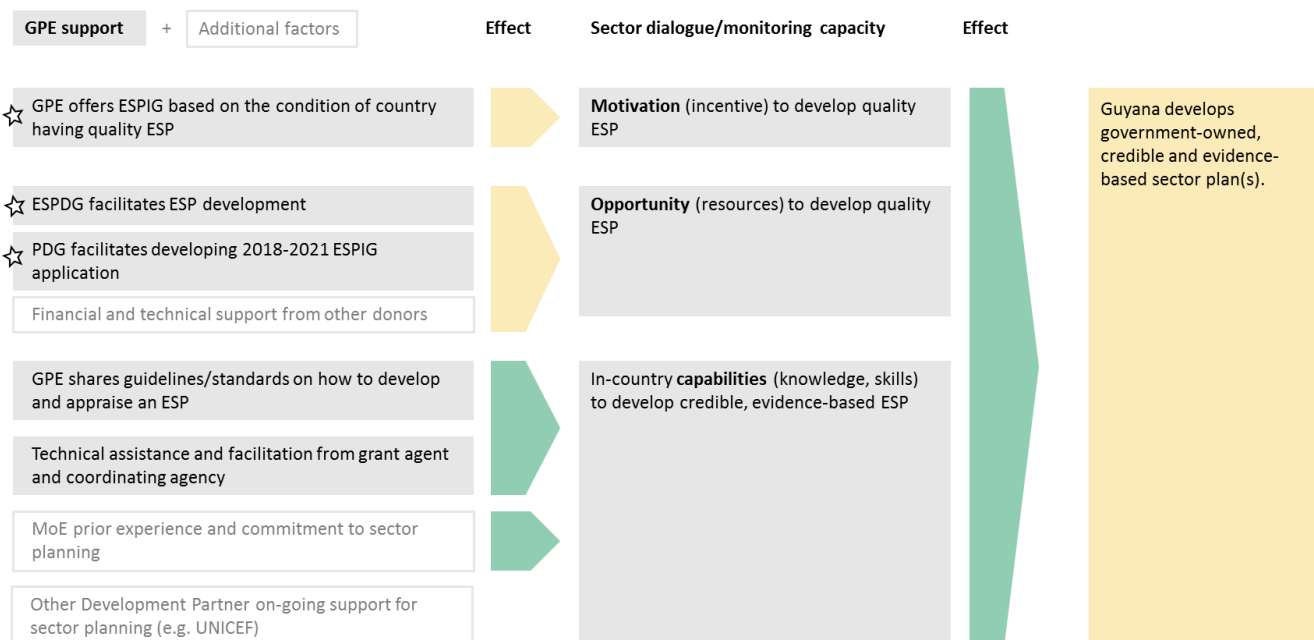 GPE support + Additional factors Effect Sector dialogue/monitoring capacity Effect
GPE offers ESPIG based on the condition of country
having quality ESP
Motivation (incentive) to develop quality
ESP
Guyana develops
government-owned,
credible and evidence-
based sector plan(s).
ESPDG facilitates ESP development
PDG facilitates developing 2018-2021 ESPIG
application
Financial and technical support from other donors
Opportunity (resources) to develop quality
ESP
GPE shares guidelines/standards on how to develop
and appraise an ESP
Technical assistance and facilitation from grant agent
and coordinating agency
MoE prior experience and commitment to sector
planning
Other Development Partner on-going support for
sector planning (e.g. UNICEF)
In-country capabilities (knowledge, skills)
to develop credible, evidence-based ESP